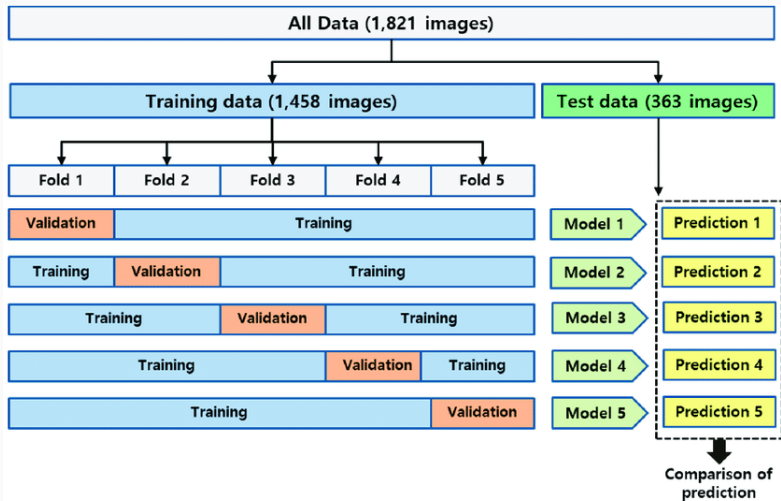 All Data (1,821 images)
Training data (1,458 images)
Test data (363 images)
Fold 1
Fold 2
Fold 3
Fold 4
Fold 5
Validation
Training
Model 1
Prediction 1
Training
Validation
Training
Model 2
Prediction 2
Training
Validation
Training
Model 3
Prediction 3
Training
Validation
Training
Model 4
Prediction 4
Training
Validation
Model 5
Prediction 5
Comparison of
prediction